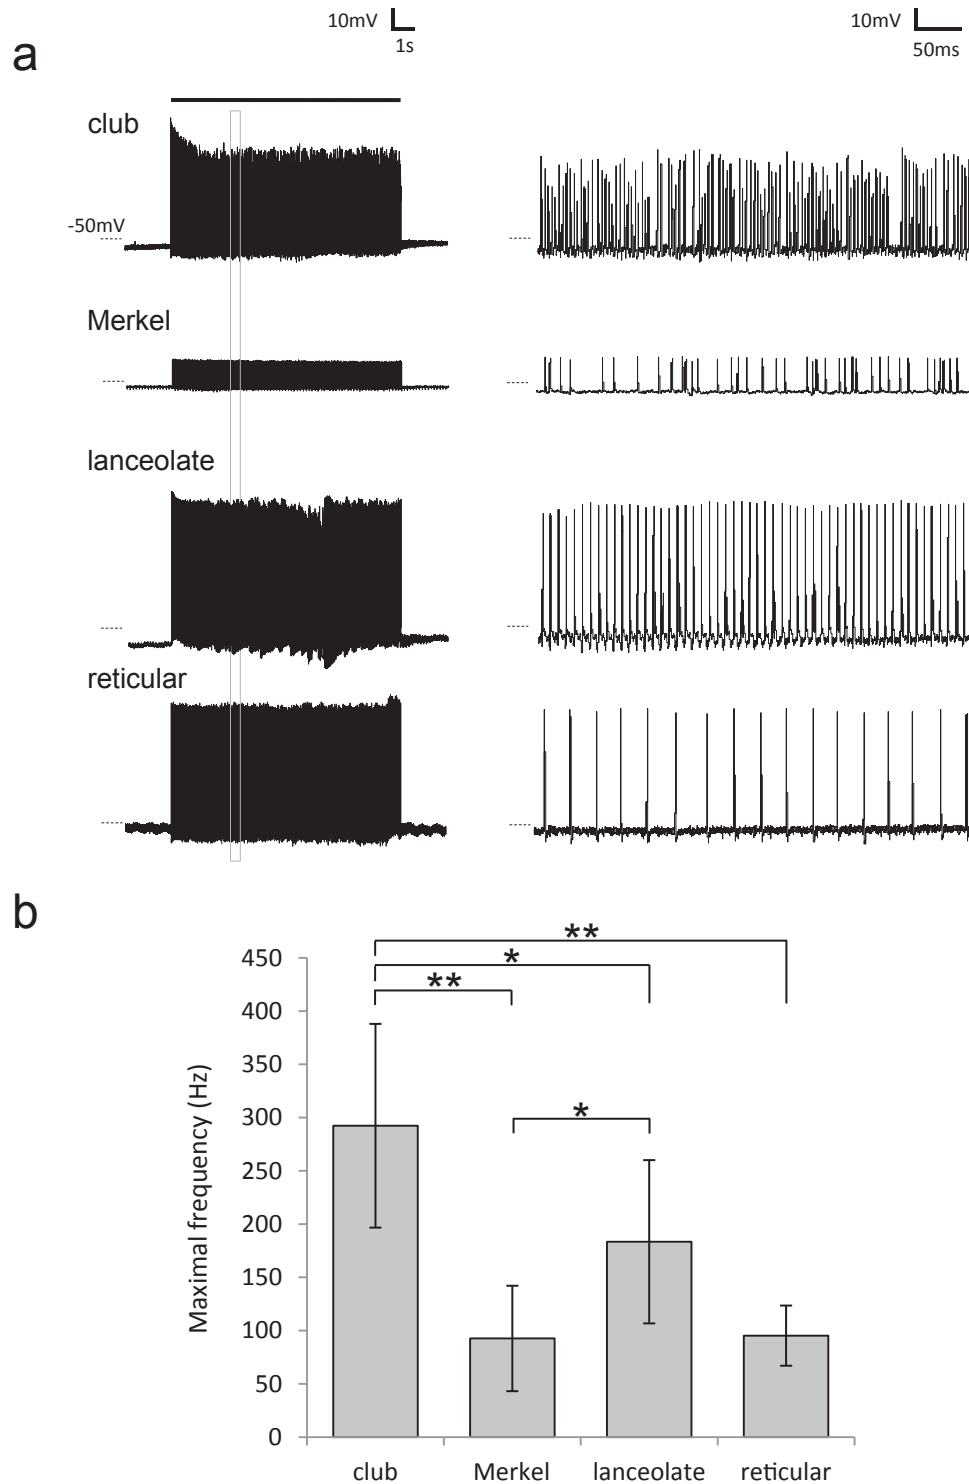 10mV
1s
10mV
50ms
a
club
-50mV
Merkel
lanceolate
reticular
b
**
*
**
*
Maximal frequency (Hz)
450
400
350
300
250
200
150
100
50
0
club
Merkel
lanceolate
reticular